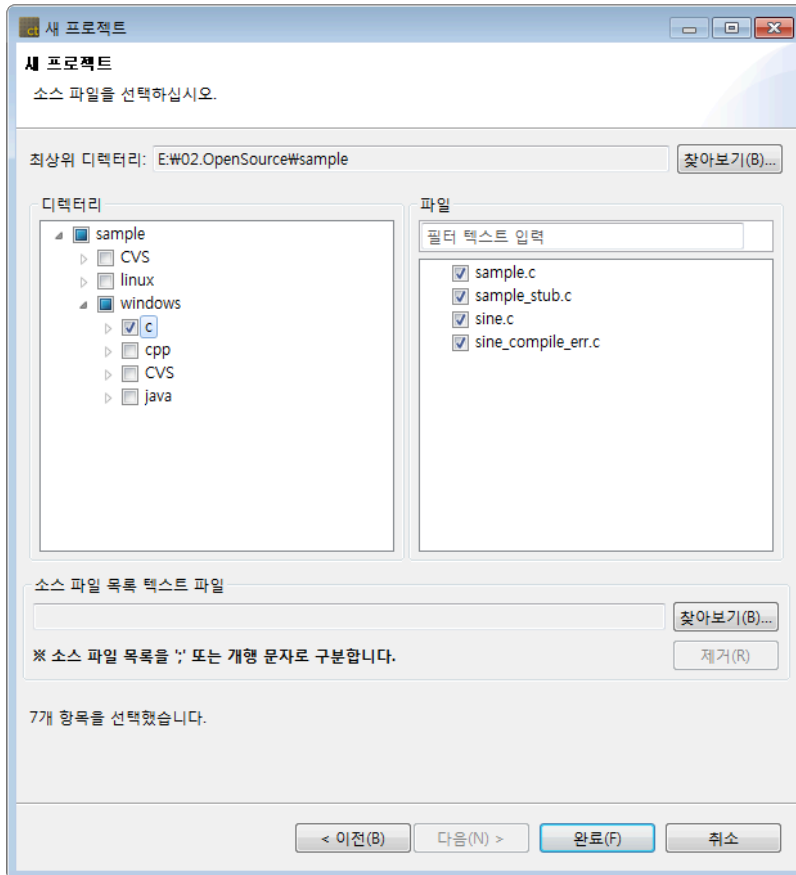 ct 새 프로젝트
새 프로젝트
소스 파일을 선택하십시오.
최상위 디렉터리: E:₩02.OpenSource₩sample 찾아보기(B)...
디렉터리
sample
CVS
linux
windows
c
cpp
CVS
java
파일
필터 텍스트 입력
sample.c
sample_stub.c
sine.c
sine_compile_err.c
소스 파일 목록 텍스트 파일
찾아보기(B)...
※ 소스 파일 목록을 ';' 또는 개행 문자로 구분합니다.
제거(R)
7개 항목을 선택했습니다.
< 이전(B) 다음(N) > 완료(F) 취소